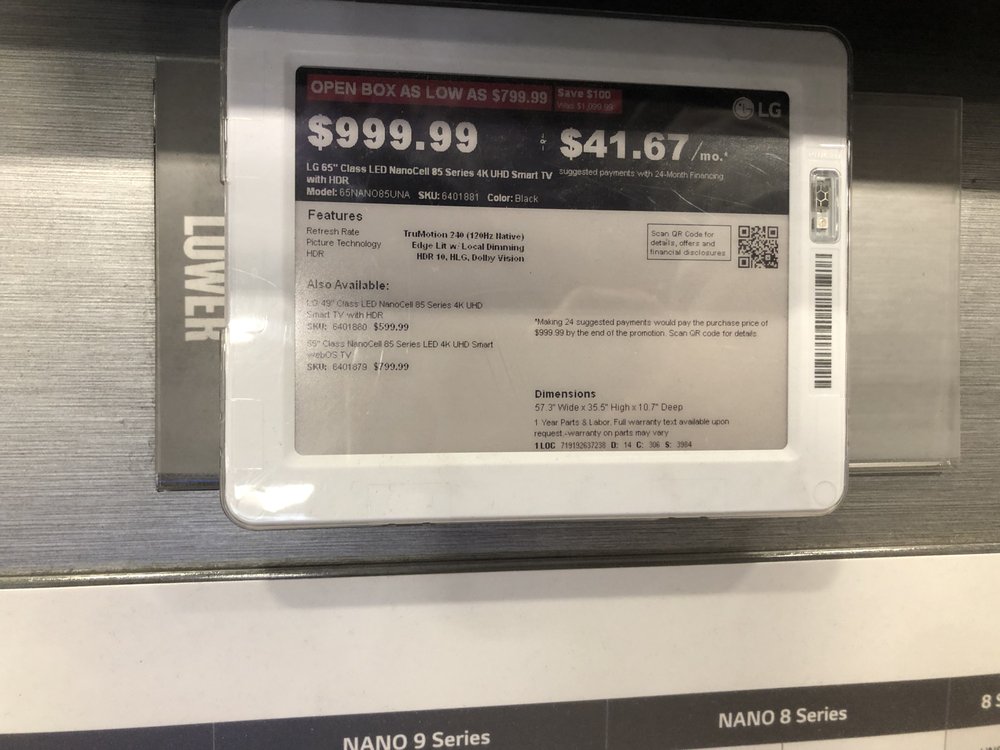 OPEN BOX AS LOW AS $799.99
Save $100
Was $1,099.99
LG
$999.99
or
$41.67/mo.*
suggested payments with 24-Month Financing
LG 65" Class LED NanoCell 85 Series 4K UHD Smart TV
with HDR
Model: 65NANO85UNA SKU: 6401881 Color: Black
Features
Refresh Rate TruMotion 240 (120Hz Native)
Picture Technology Edge Lit w/ Local Dimming
HDR HDR 10, HLG, Dolby Vision
Scan QR Code for
details, offers and
financial disclosures
Also Available:
LG 49" Class LED NanoCell 85 Series 4K UHD
Smart TV with HDR
SKU: 6401880 $599.99
55" Class NanoCell 85 Series LED 4K UHD Smart
webOS TV
SKU: 6401879 $799.99
*Making 24 suggested payments would pay the purchase price of
$999.99 by the end of the promotion. Scan QR code for details.
Dimensions
57.3" Wide x 35.5" High x 10.7" Deep
1 Year Parts & Labor. Full warranty text available upon
request.-warranty on parts may vary
1 LOC 719192637238 D: 14 C: 306 S: 3984
LOWER
NANO 9 Series
NANO 8 Series
8